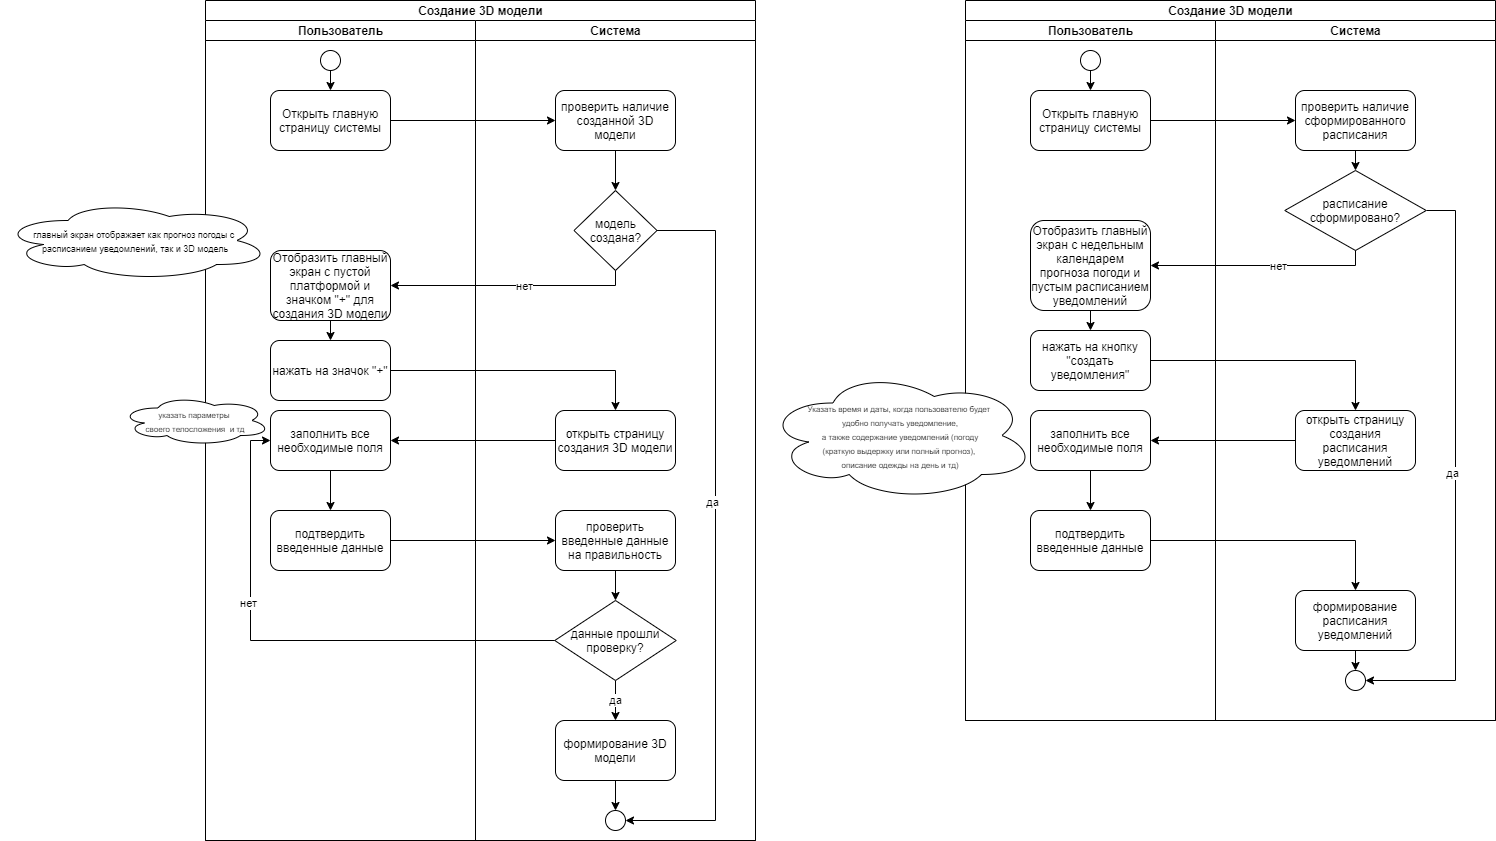 Создание 3D модели
Пользователь
Система
Открыть главную
страницу системы
проверить наличие
созданной 3D
модели
модель
создана?
главный экран отображает как прогноз погоды с
расписанием уведомлений, так и 3D модель
Отобразить главный
экран с пустой
платформой и
значком "+" для
создания 3D модели
нет
нажать на значок "+"
указать параметры
своего телосложения и тд
заполнить все
необходимые поля
открыть страницу
создания 3D модели
да
подтвердить
введенные данные
проверить
введенные данные
на правильность
нет
данные прошли
проверку?
да
формирование 3D
модели
Создание 3D модели
Пользователь
Система
Открыть главную
страницу системы
проверить наличие
сформированного
расписания
расписание
сформировано?
Отобразить главный
экран с недельным
календарем
прогноза погоди и
пустым расписанием
уведомлений
нет
нажать на кнопку
"создать
уведомления"
Указать время и даты, когда пользователю будет
удобно получать уведомление,
а также содержание уведомлений (погоду
(краткую выдержку или полный прогноз),
описание одежды на день и тд)
заполнить все
необходимые поля
открыть страницу
создания
расписания
уведомлений
да
подтвердить
введенные данные
формирование
расписания
уведомлений